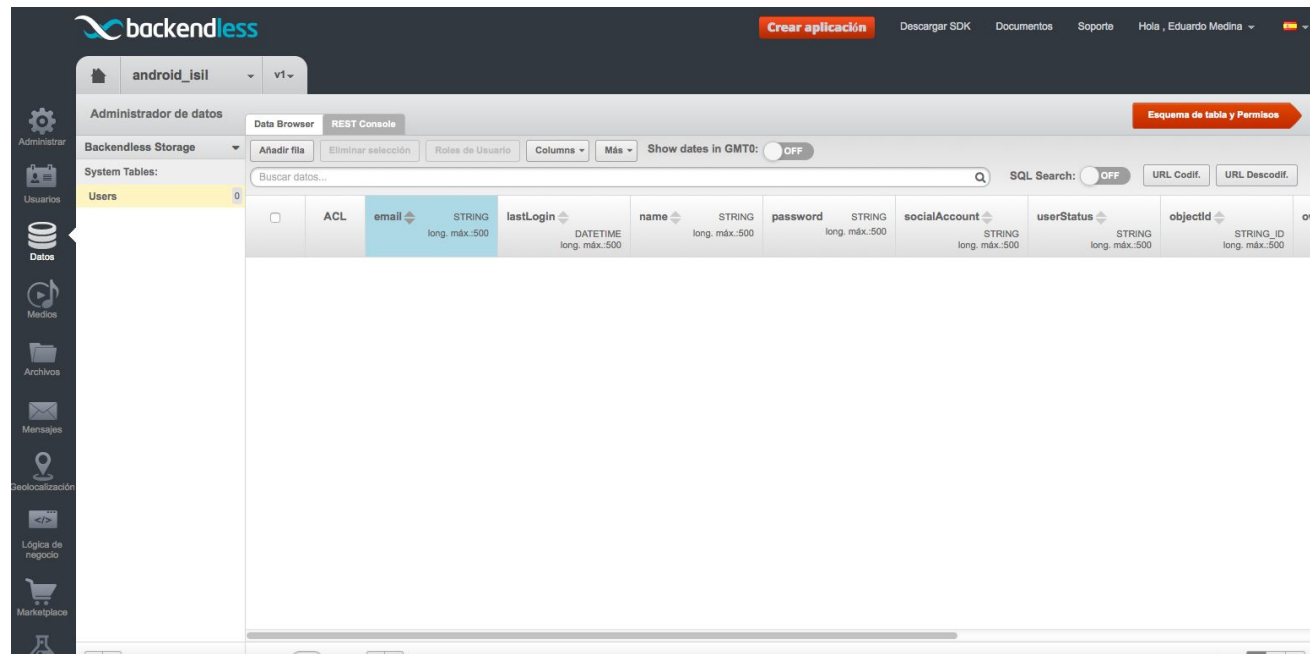 backendless
Crear aplicación
Descargar SDK
Documentos
Soporte
Hola , Eduardo Medina
android_isil
v1
Administrar
Usuarios
Datos
Medios
Archivos
Mensajes
Geolocalización
Lógica de
negocio
Marketplace
Administrador de datos
Backendless Storage
System Tables:
Users 0
Data Browser
REST Console
Esquema de tabla y Permisos
Añadir fila
Eliminar selección
Roles de Usuario
Columns
Más
Show dates in GMT0:
OFF
Buscar datos...
SQL Search:
OFF
URL Codif.
URL Descodif.
ACL
email STRING
long. máx.:500
lastLogin
DATETIME
long. máx.:500
name STRING
long. máx.:500
password STRING
long. máx.:500
socialAccount
STRING
long. máx.:500
userStatus
STRING
long. máx.:500
objectId
STRING_ID
long. máx.:500